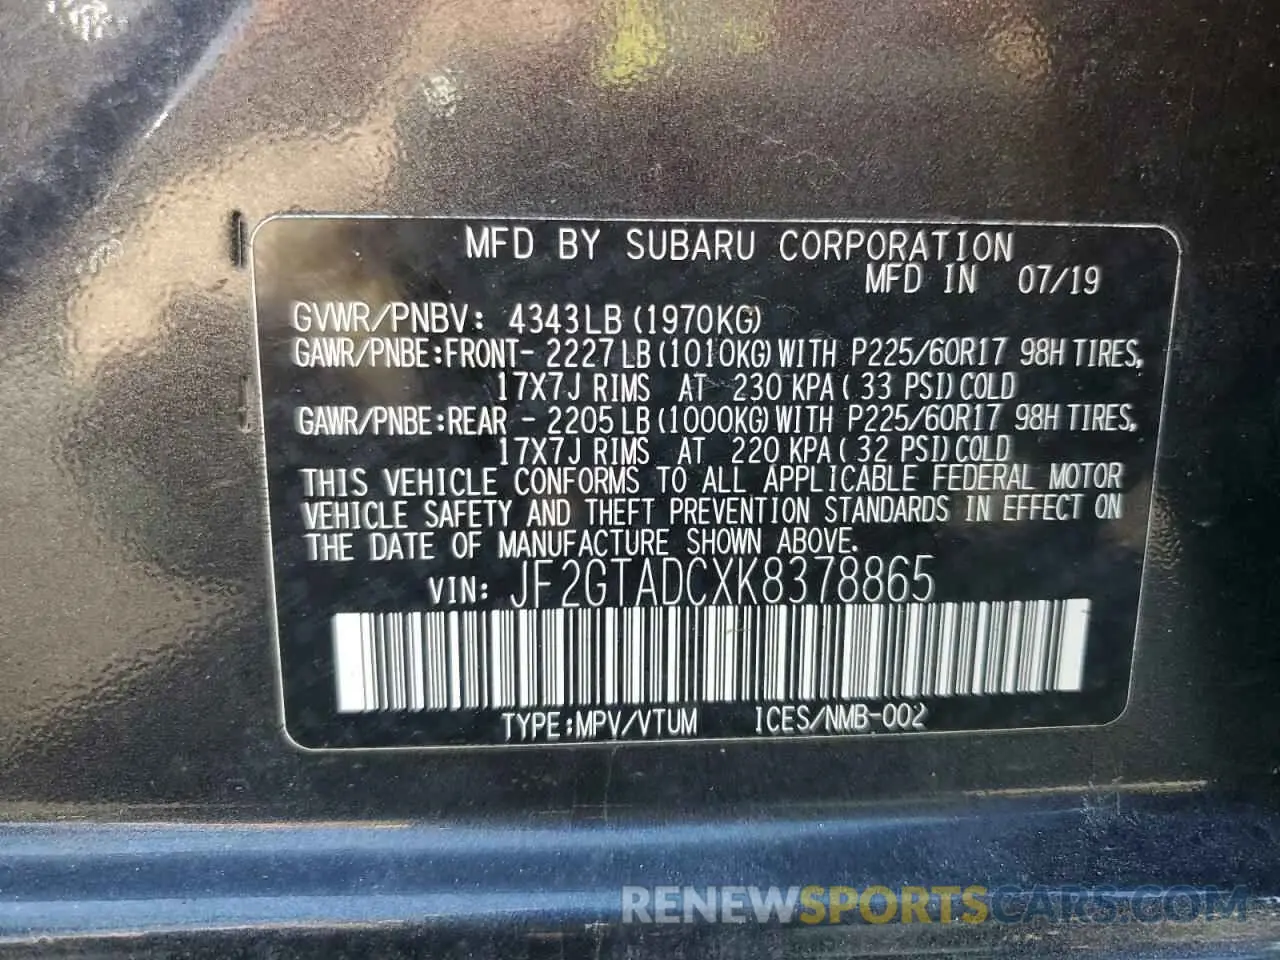 MFD BY SUBARU CORPORATION
MFD IN 07/19
GVWR/PNBV: 4343LB (1970KG)
GAWR/PNBE:FRONT- 2227 LB (1010KG) WITH P225/60R17 98H TIRES,
17X7J RIMS AT 230 KPA ( 33 PSI) COLD
GAWR/PNBE:REAR - 2205 LB (1000KG) WITH P225/60R17 98H TIRES,
17X7J RIMS AT 220 KPA ( 32 PSI) COLD
THIS VEHICLE CONFORMS TO ALL APPLICABLE FEDERAL MOTOR
VEHICLE SAFETY AND THEFT PREVENTION STANDARDS IN EFFECT ON
THE DATE OF MANUFACTURE SHOWN ABOVE.
VIN: JF2GTADCXK8378865
TYPE:MPV/VTUM ICES/NMB-002
RENEWSPORTSCARS.COM